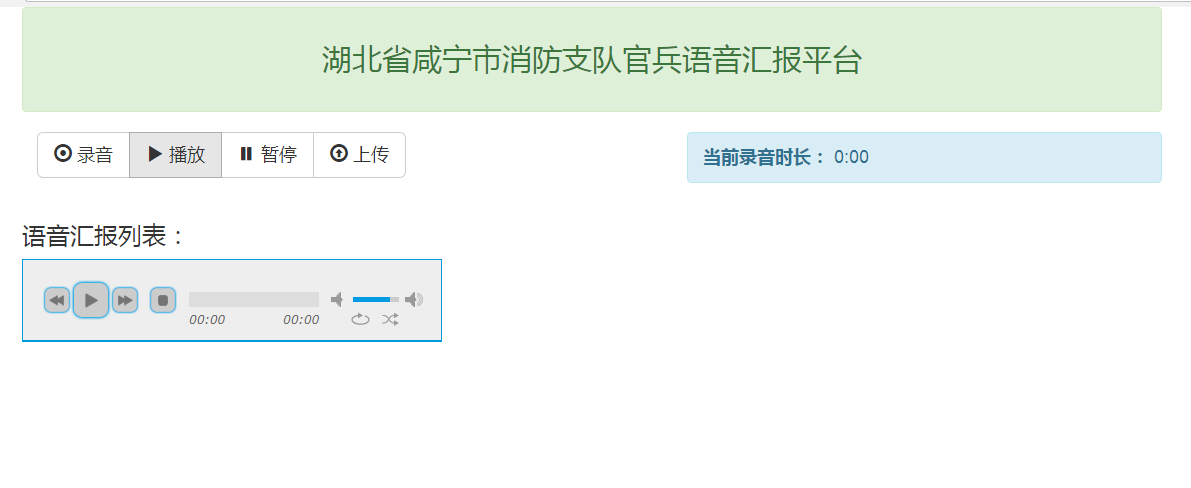 湖北省咸宁市消防支队官兵语音汇报平台
录音 播放 暂停 上传
当前录音时长： 0:00
语音汇报列表：
00:00 00:00